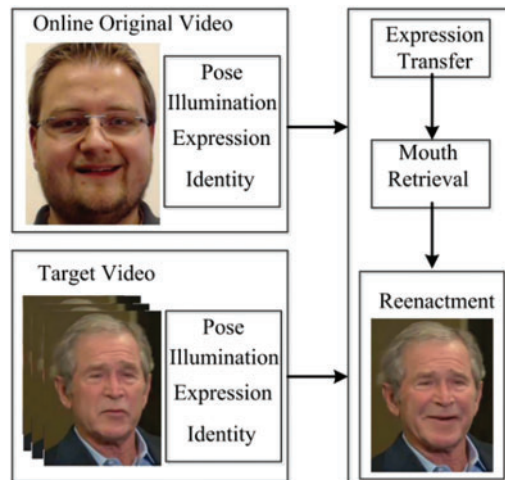 Online Original Video
Pose
Illumination
Expression
Identity
Target Video
Pose
Illumination
Expression
Identity
Expression
Transfer
Mouth
Retrieval
Reenactment